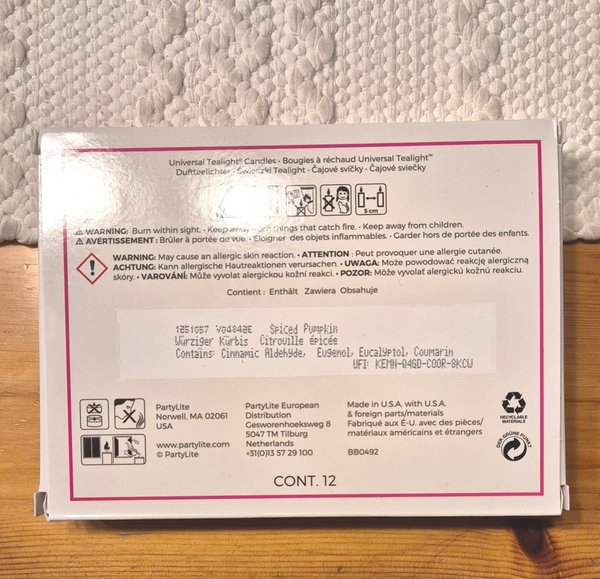 Universal Tealight® Candles • Bougies à réchaud Universal Tealight™
Duftteelichter • Świeczki Tealight • Čajové svíčky • Čajové sviečky
5 cm
WARNING: Burn within sight. • Keep away from things that catch fire. • Keep away from children.
AVERTISSEMENT: Brûler à portée de vue. • Éloigner des objets inflammables. • Garder hors de portée des enfants.
WARNING: May cause an allergic skin reaction. • ATTENTION : Peut provoquer une allergie cutanée.
ACHTUNG: Kann allergische Hautreaktionen verursachen. • UWAGA: Może powodować reakcję alergiczną
skóry. • VAROVÁNÍ: Může vyvolat alergickou kožní reakci. • POZOR: Môže vyvolať alergickú kožnú reakciu.
Contient: Enthält Zawiera Obsahuje
1251057 V04842E Spiced Pumpkin
Würziger Kürbis Citrouille épicée
Contains: Cinnamic Aldehyde, Eugenol, Eucalyptol, Coumarin
UFI: KEMH-Q4GD-C00R-8KCW
PartyLite
Norwell, MA 02061
USA
www.partylite.com
© PartyLite
PartyLite European
Distribution
Gesworenhoeksweg 8
5047 TM Tilburg
Netherlands
+31(0)13 57 29 100
Made in U.S.A. with U.S.A.
& foreign parts/materials
Fabriqué aux É-U. avec des pièces/
matériaux américains et étrangers
BB0492
RECYCLABLE
MATERIALS
DER GRÜNE PUNKT
CONT. 12